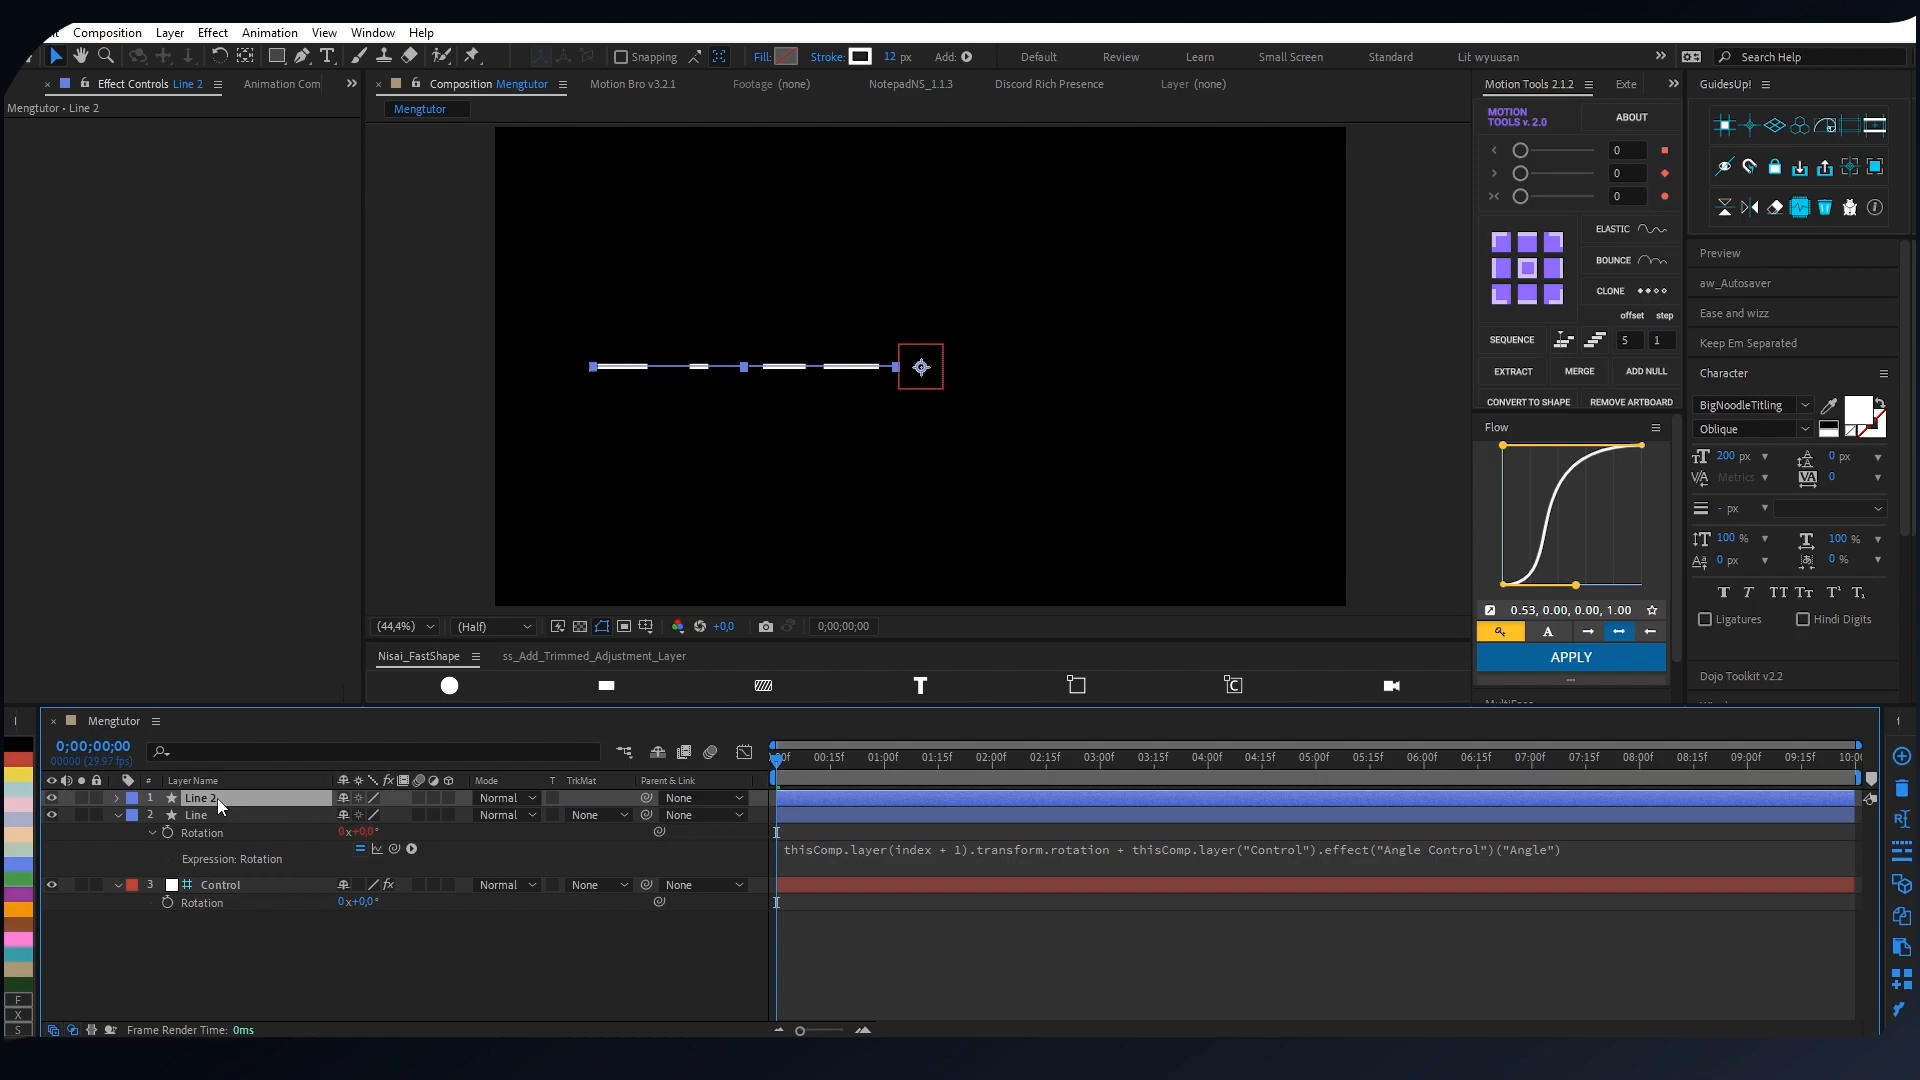 Composition Layer Effect Animation View Window Help
Snapping Fill: Stroke: 12 px Add: Default Review Learn Small Screen Standard Lit wyuusan Search Help
Effect Controls Line 2 Animation Com
Composition Mengtutor Motion Bro v3.2.1 Footage (none) NotepadNS_1.1.3 Discord Rich Presence Layer (none)
Motion Tools 2.1.2 Exte GuidesUp!
Mengtutor • Line 2
Mengtutor
MOTION
TOOLS v. 2.0
ABOUT
0
0
0
ELASTIC
BOUNCE
CLONE
offset step
SEQUENCE 5 1
EXTRACT MERGE ADD NULL
CONVERT TO SHAPE REMOVE ARTBOARD
Flow
0.53, 0.00, 0.00, 1.00
A
APPLY
Preview
aw_Autosaver
Ease and wizz
Keep Em Separated
Character
BigNoodleTitling
Oblique
200 px 0 px
Metrics 0
- px
100 % 100 %
0 px 0 %
T T TT Tt T¹ T₁
Ligatures Hindi Digits
Dojo Toolkit v2.2
(44,4%) (Half) +0,0 0;00;00;00
Nisai_FastShape ss_Add_Trimmed_Adjustment_Layer
Mengtutor
0;00;00;00
00000 (29.97 fps)
00f 00:15f 01:00f 01:15f 02:00f 02:15f 03:00f 03:15f 04:00f 04:15f 05:00f 05:15f 06:00f 06:15f 07:00f 07:15f 08:00f 08:15f 09:00f 09:15f 10:00
# Layer Name Mode T TrkMat Parent & Link
1 Line 2 Normal None
2 Line Normal None None
Rotation 0x+0,0°
Expression: Rotation
thisComp.layer(index + 1).transform.rotation + thisComp.layer("Control").effect("Angle Control")("Angle")
3 Control Normal None None
Rotation 0x+0,0°
F
X
S
Frame Render Time: 0ms